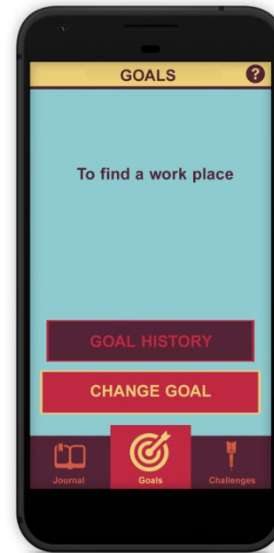 GOALS ?
To find a work place
GOAL HISTORY
CHANGE GOAL
Journal Goals Challenges